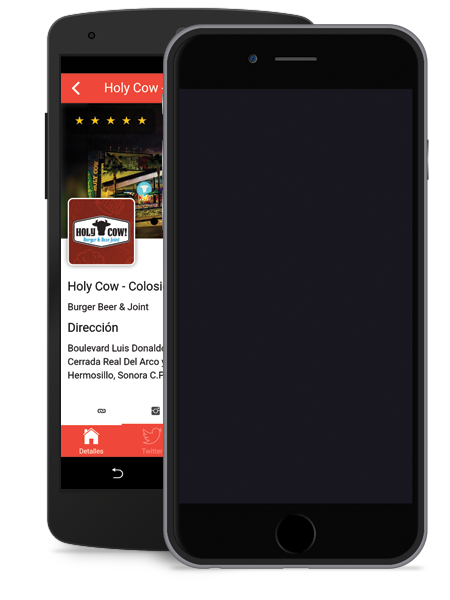 Holy Cow -
HOLY COW!
Burger & Beer Joint
Holy Cow - Colosi
Burger Beer & Joint
Dirección
Boulevard Luis Donald
Cerrada Real Del Arco y
Hermosillo, Sonora C.P
Detalles
Twitter